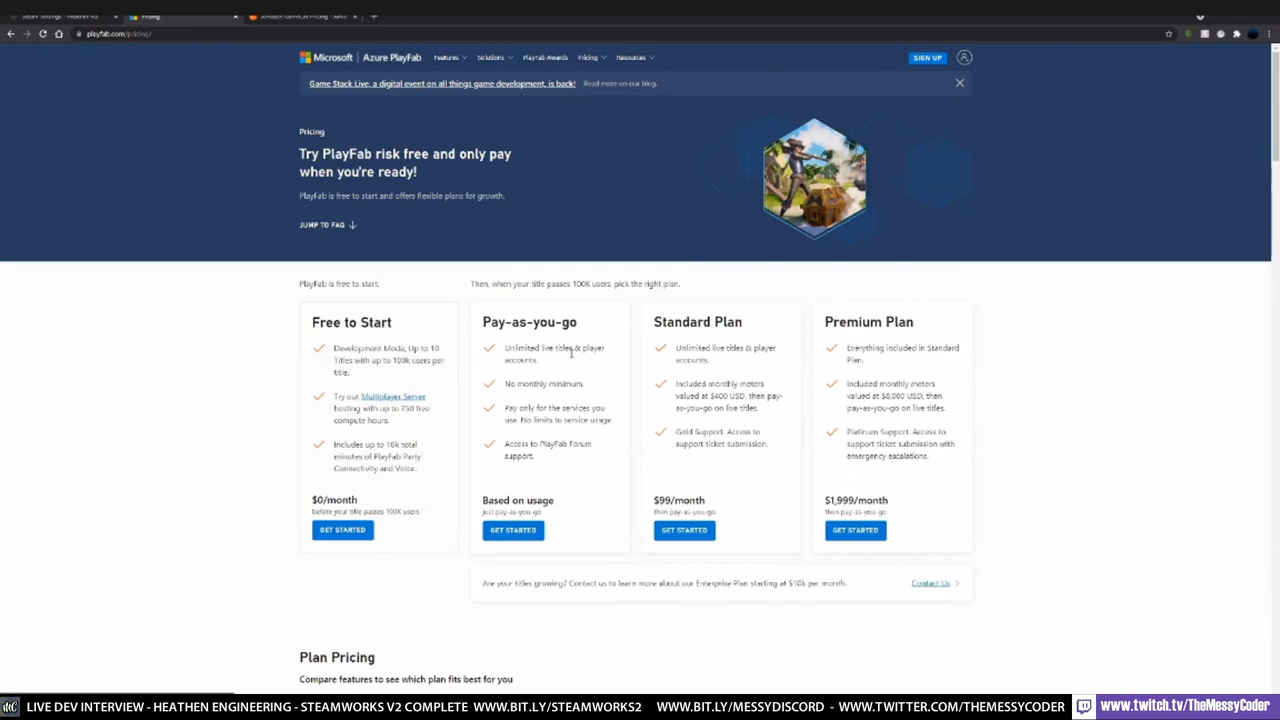 Pricing
Amazon GameLift Pricing - Ama
playfab.com/pricing/
Microsoft | Azure PlayFab
Features
Solutions
PlayFab Awards
Pricing
Resources
SIGN UP
Game Stack Live, a digital event on all things game development, is back! Read more on our blog.
Pricing
Try PlayFab risk free and only pay
when you're ready!
PlayFab is free to start and offers flexible plans for growth.
JUMP TO FAQ
PlayFab is free to start.
Then, when your title passes 100K users, pick the right plan.
Free to Start
Development Mode, Up to 10
Titles with up to 100k users per
title.
Try out Multiplayer Server
hosting with up to 750 free
compute hours.
Includes up to 10k total
minutes of PlayFab Party
Connectivity and Voice.
$0/month
before your title passes 100K users
GET STARTED
Pay-as-you-go
Unlimited live titles & player
accounts.
No monthly minimum.
Pay only for the services you
use. No limits to service usage.
Access to PlayFab Forum
support.
Based on usage
just pay-as-you-go
GET STARTED
Standard Plan
Unlimited live titles & player
accounts.
Included monthly meters
valued at $400 USD, then pay-
as-you-go on live titles.
Gold Support. Access to
support ticket submission.
$99/month
then pay-as-you-go
GET STARTED
Premium Plan
Everything included in Standard
Plan.
Included monthly meters
valued at $8,000 USD, then
pay-as-you-go on live titles.
Platinum Support. Access to
support ticket submission with
emergency escalations.
$1,999/month
then pay-as-you-go
GET STARTED
Are your titles growing? Contact us to learn more about our Enterprise Plan starting at $10k per month.
Contact Us
Plan Pricing
Compare features to see which plan fits best for you
LIVE DEV INTERVIEW - HEATHEN ENGINEERING - STEAMWORKS V2 COMPLETE WWW.BIT.LY/STEAMWORKS2 WWW.BIT.LY/MESSYDISCORD - WWW.TWITTER.COM/THEMESSYCODER
www.twitch.tv/TheMessyCoder